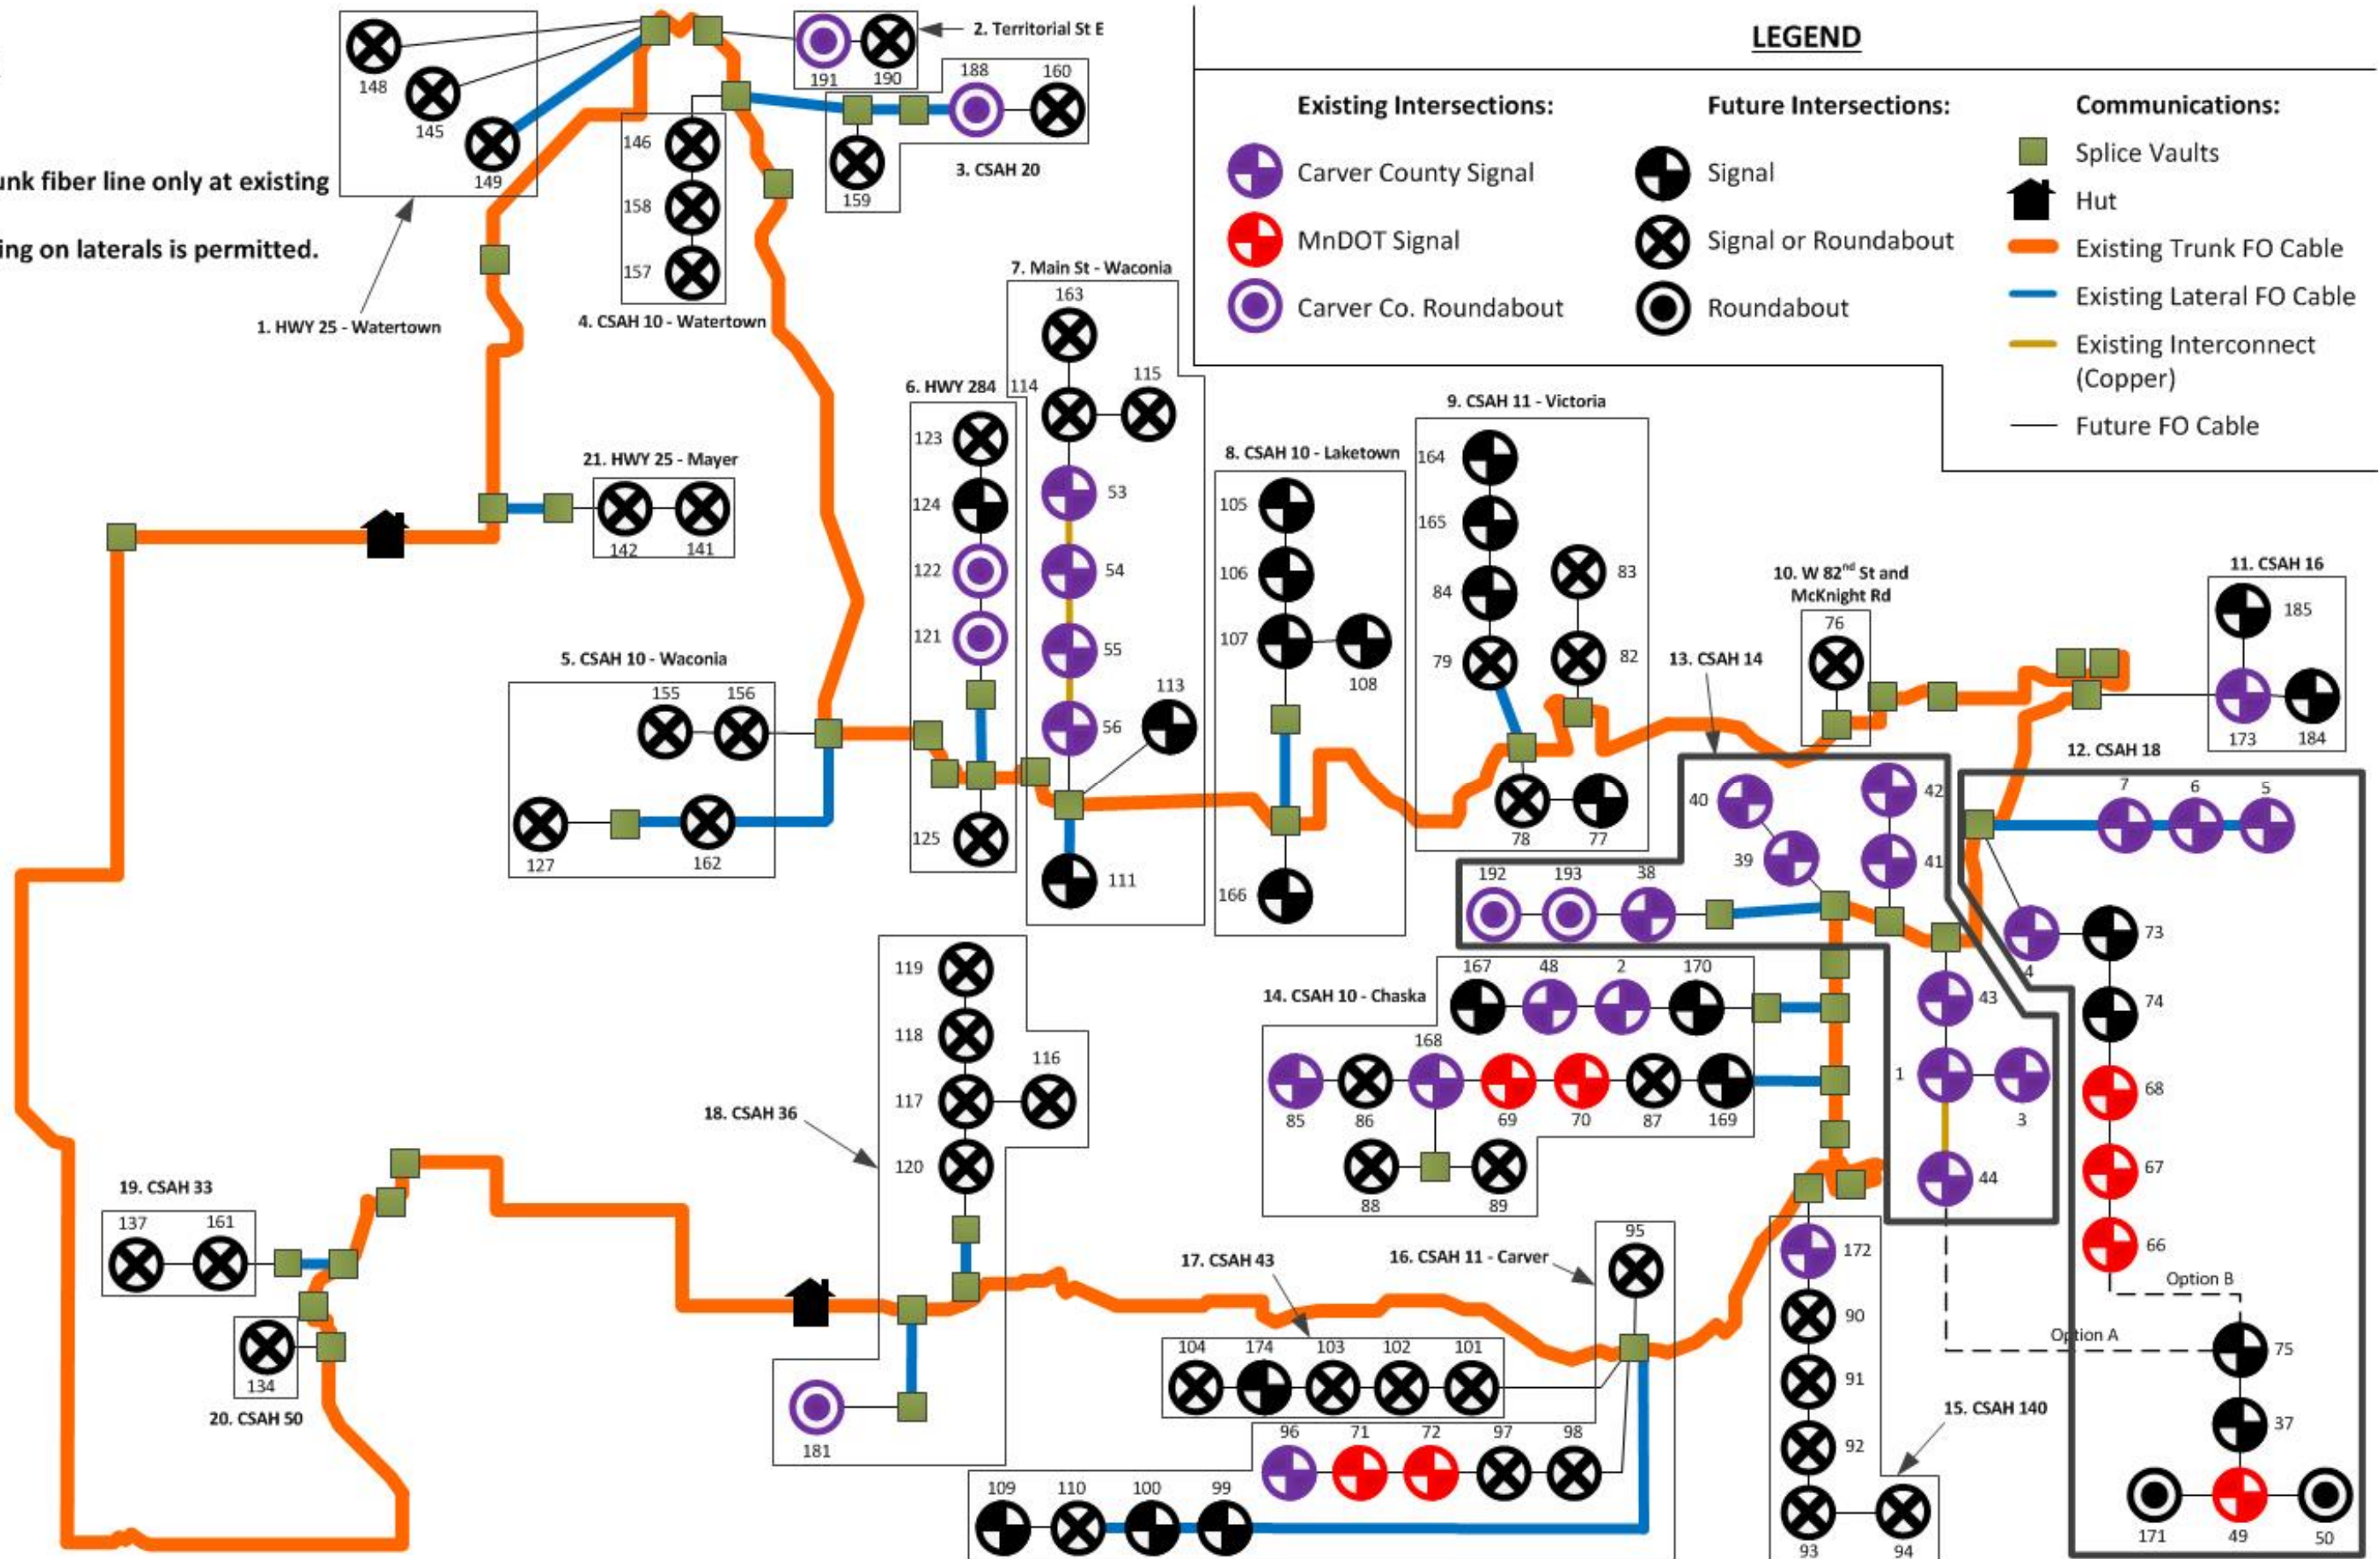 unk fiber line only at existing
ing on laterals is permitted.
148
145
149
1. HWY 25 - Watertown
191
190
2. Territorial St E
188
160
159
3. CSAH 20
146
158
157
4. CSAH 10 - Watertown
LEGEND
Existing Intersections:
Carver County Signal
MnDOT Signal
Carver Co. Roundabout
Future Intersections:
Signal
Signal or Roundabout
Roundabout
Communications:
Splice Vaults
Hut
Existing Trunk FO Cable
Existing Lateral FO Cable
Existing Interconnect
(Copper)
Future FO Cable
21. HWY 25 - Mayer
142
141
5. CSAH 10 - Waconia
155
156
127
162
6. HWY 284
123
124
122
121
125
7. Main St - Waconia
163
114
115
53
54
55
56
113
111
8. CSAH 10 - Laketown
105
106
107
108
166
9. CSAH 11 - Victoria
164
165
84
79
83
82
78
77
10. W 82nd St and
McKnight Rd
76
11. CSAH 16
185
173
184
12. CSAH 18
7
6
5
4
73
74
68
67
66
Option B
Option A
75
37
171
49
50
13. CSAH 14
40
39
42
41
192
193
38
43
1
3
44
14. CSAH 10 - Chaska
167
48
2
170
168
85
86
69
70
87
169
88
89
15. CSAH 140
172
90
91
92
93
94
16. CSAH 11 - Carver
95
96
71
72
97
98
109
110
100
99
17. CSAH 43
104
174
103
102
101
18. CSAH 36
119
118
117
116
120
181
19. CSAH 33
137
161
134
20. CSAH 50